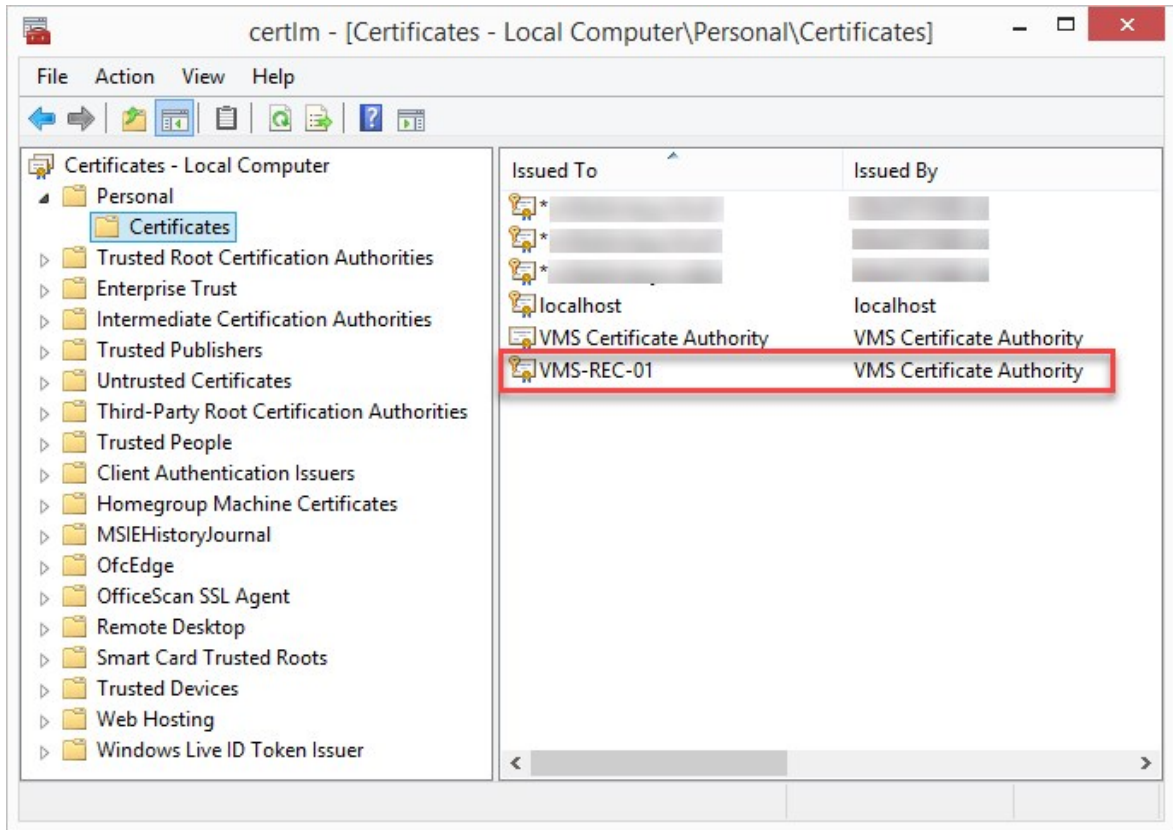 certlm - [Certificates - Local Computer\Personal\Certificates]
File Action View Help
Certificates - Local Computer
Personal
Certificates
Trusted Root Certification Authorities
Enterprise Trust
Intermediate Certification Authorities
Trusted Publishers
Untrusted Certificates
Third-Party Root Certification Authorities
Trusted People
Client Authentication Issuers
Homegroup Machine Certificates
MSIEHistoryJournal
OfcEdge
OfficeScan SSL Agent
Remote Desktop
Smart Card Trusted Roots
Trusted Devices
Web Hosting
Windows Live ID Token Issuer
Issued To Issued By
*
*
*
localhost localhost
VMS Certificate Authority VMS Certificate Authority
VMS-REC-01 VMS Certificate Authority